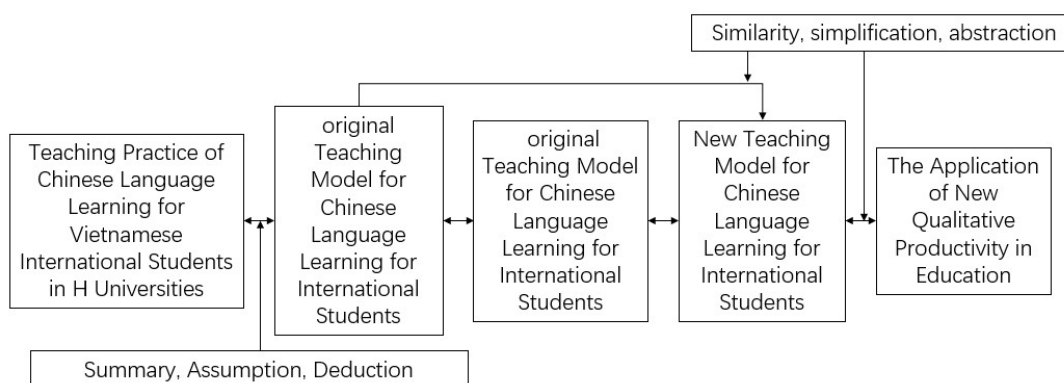 Similarity, simplification, abstraction
Teaching Practice of
Chinese Language
Learning for
Vietnamese
International Students
in H Universities
original
Teaching
Model for
Chinese
Language
Learning for
International
Students
original
Teaching Model
for Chinese
Language
Learning for
International
Students
New Teaching
Model for
Chinese
Language
Learning for
International
Students
The Application
of New
Qualitative
Productivity in
Education
Summary, Assumption, Deduction